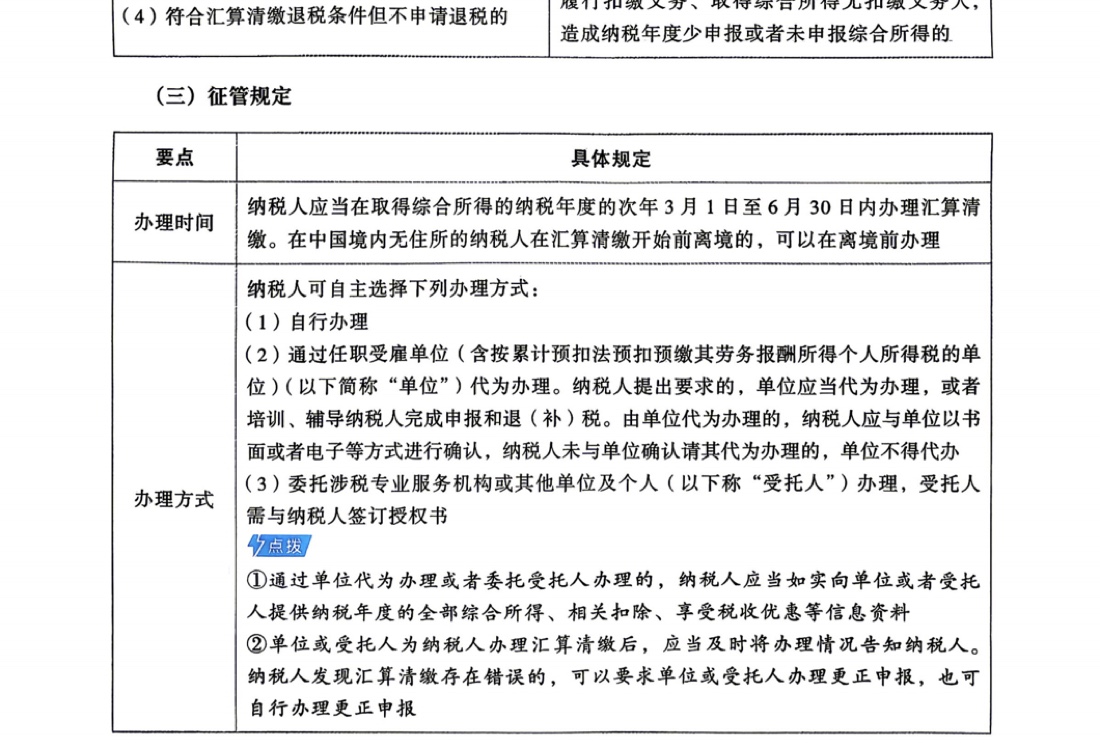 (4)符合汇算清缴退税条件但不申请退税的
履行扣缴义务、取得综合所得无扣缴义务人,
造成纳税年度少申报或者未申报综合所得的
(三)征管规定
要点
具体规定
办理时间
纳税人应当在取得综合所得的纳税年度的次年3月1日至6月30日内办理汇算清
缴。在中国境内无住所的纳税人在汇算清缴开始前离境的,可以在离境前办理
办理方式
纳税人可自主选择下列办理方式:
(1)自行办理
(2)通过任职受雇单位(含按累计预扣法预扣预缴其劳务报酬所得个人所得税的单
位)(以下简称“单位”)代为办理。纳税人提出要求的,单位应当代为办理,或者
培训、辅导纳税人完成申报和退(补)税。由单位代为办理的,纳税人应与单位以书
面或者电子等方式进行确认,纳税人未与单位确认请其代为办理的,单位不得代办
(3)委托涉税专业服务机构或其他单位及个人(以下称“受托人”)办理,受托人
需与纳税人签订授权书
点拨
①通过单位代为办理或者委托受托人办理的,纳税人应当如实向单位或者受托
人提供纳税年度的全部综合所得、相关扣除、享受税收优惠等信息资料
②单位或受托人为纳税人办理汇算清缴后,应当及时将办理情况告知纳税人。
纳税人发现汇算清缴存在错误的,可以要求单位或受托人办理更正申报,也可
自行办理更正申报